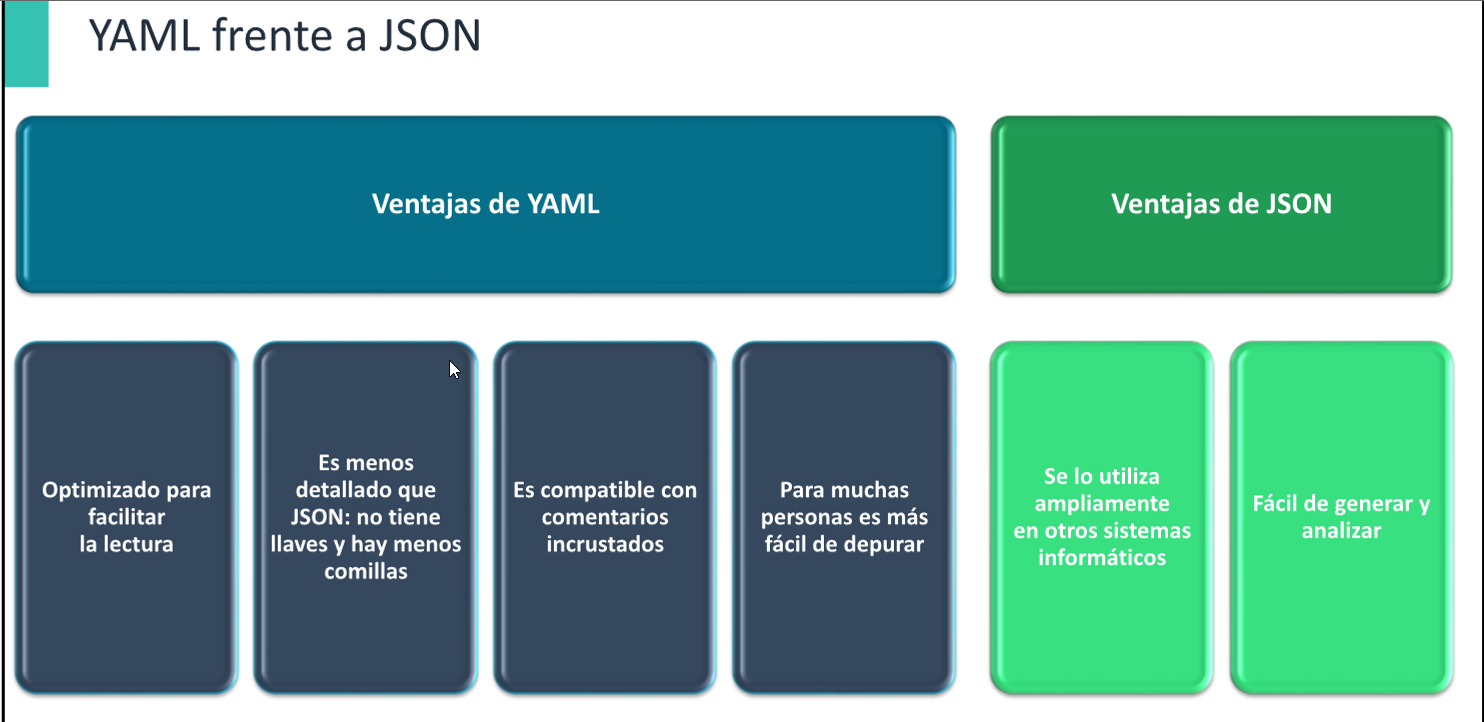 YAML frente a JSON
Ventajas de YAML
Ventajas de JSON
Optimizado para
facilitar
la lectura
Es menos
detallado que
JSON: no tiene
llaves y hay menos
comillas
Es compatible con
comentarios
incrustados
Para muchas
personas es más
fácil de depurar
Se lo utiliza
ampliamente
en otros sistemas
informáticos
Fácil de generar y
analizar